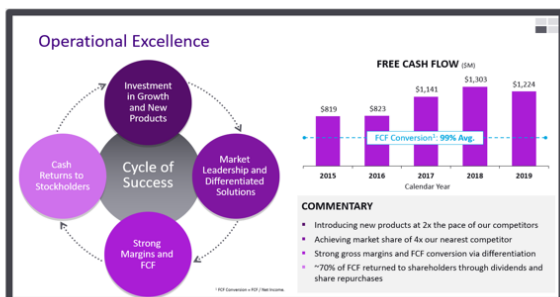 Operational Excellence
Investment
in Growth and New
Products
Cash
Returns to
Stockholders
Cycle of
Success
Market
Leadership and
Differentiated
Solutions
Strong
Margins and
FCF
¹ FCF Conversion = FCF / Net Income.
FREE CASH FLOW ($M)
$819
$823
$1,141
$1,303
$1,224
FCF Conversion¹: 99% Avg.
2015 2016 2017 2018 2019
Calendar Year
COMMENTARY
▪ Introducing new products at 2x the pace of our competitors
▪ Achieving market share of 4x our nearest competitor
▪ Strong gross margins and FCF conversion via differentiation
▪ ~70% of FCF returned to shareholders through dividends and
share repurchases